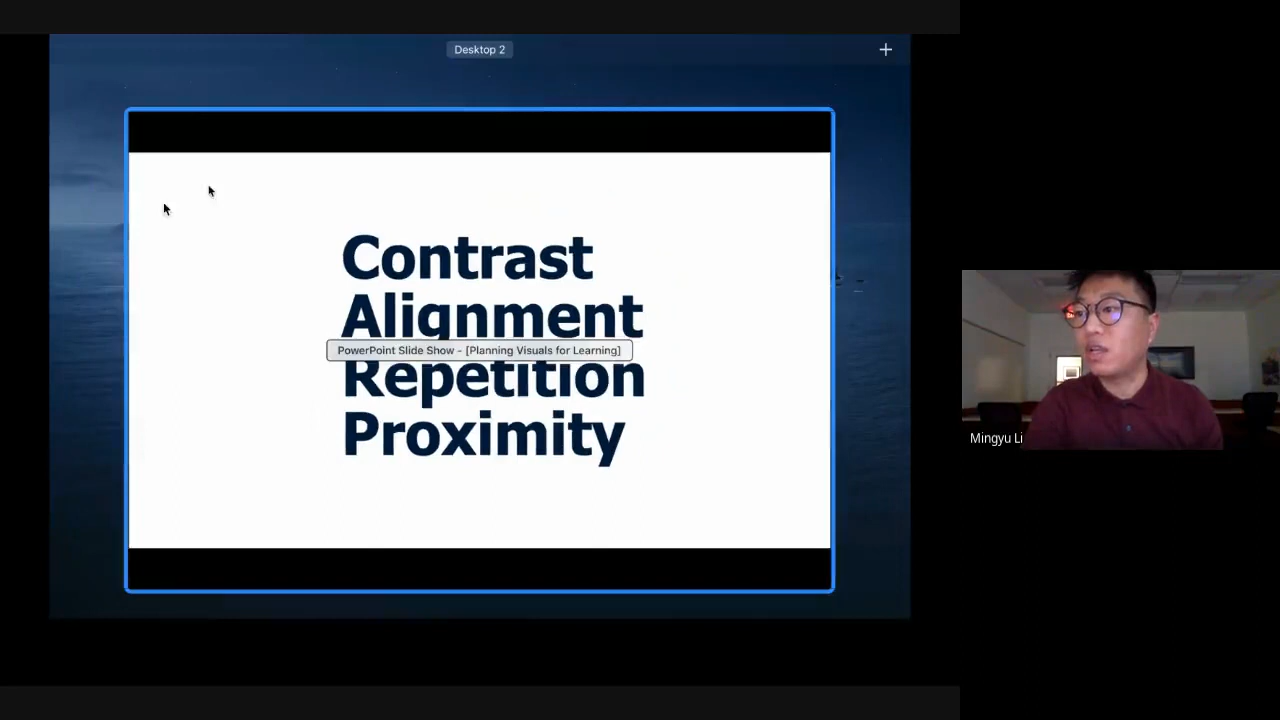 Desktop 2
Contrast
Alignment
PowerPoint Slide Show - [Planning Visuals for Learning]
Repetition
Proximity
Mingyu Li